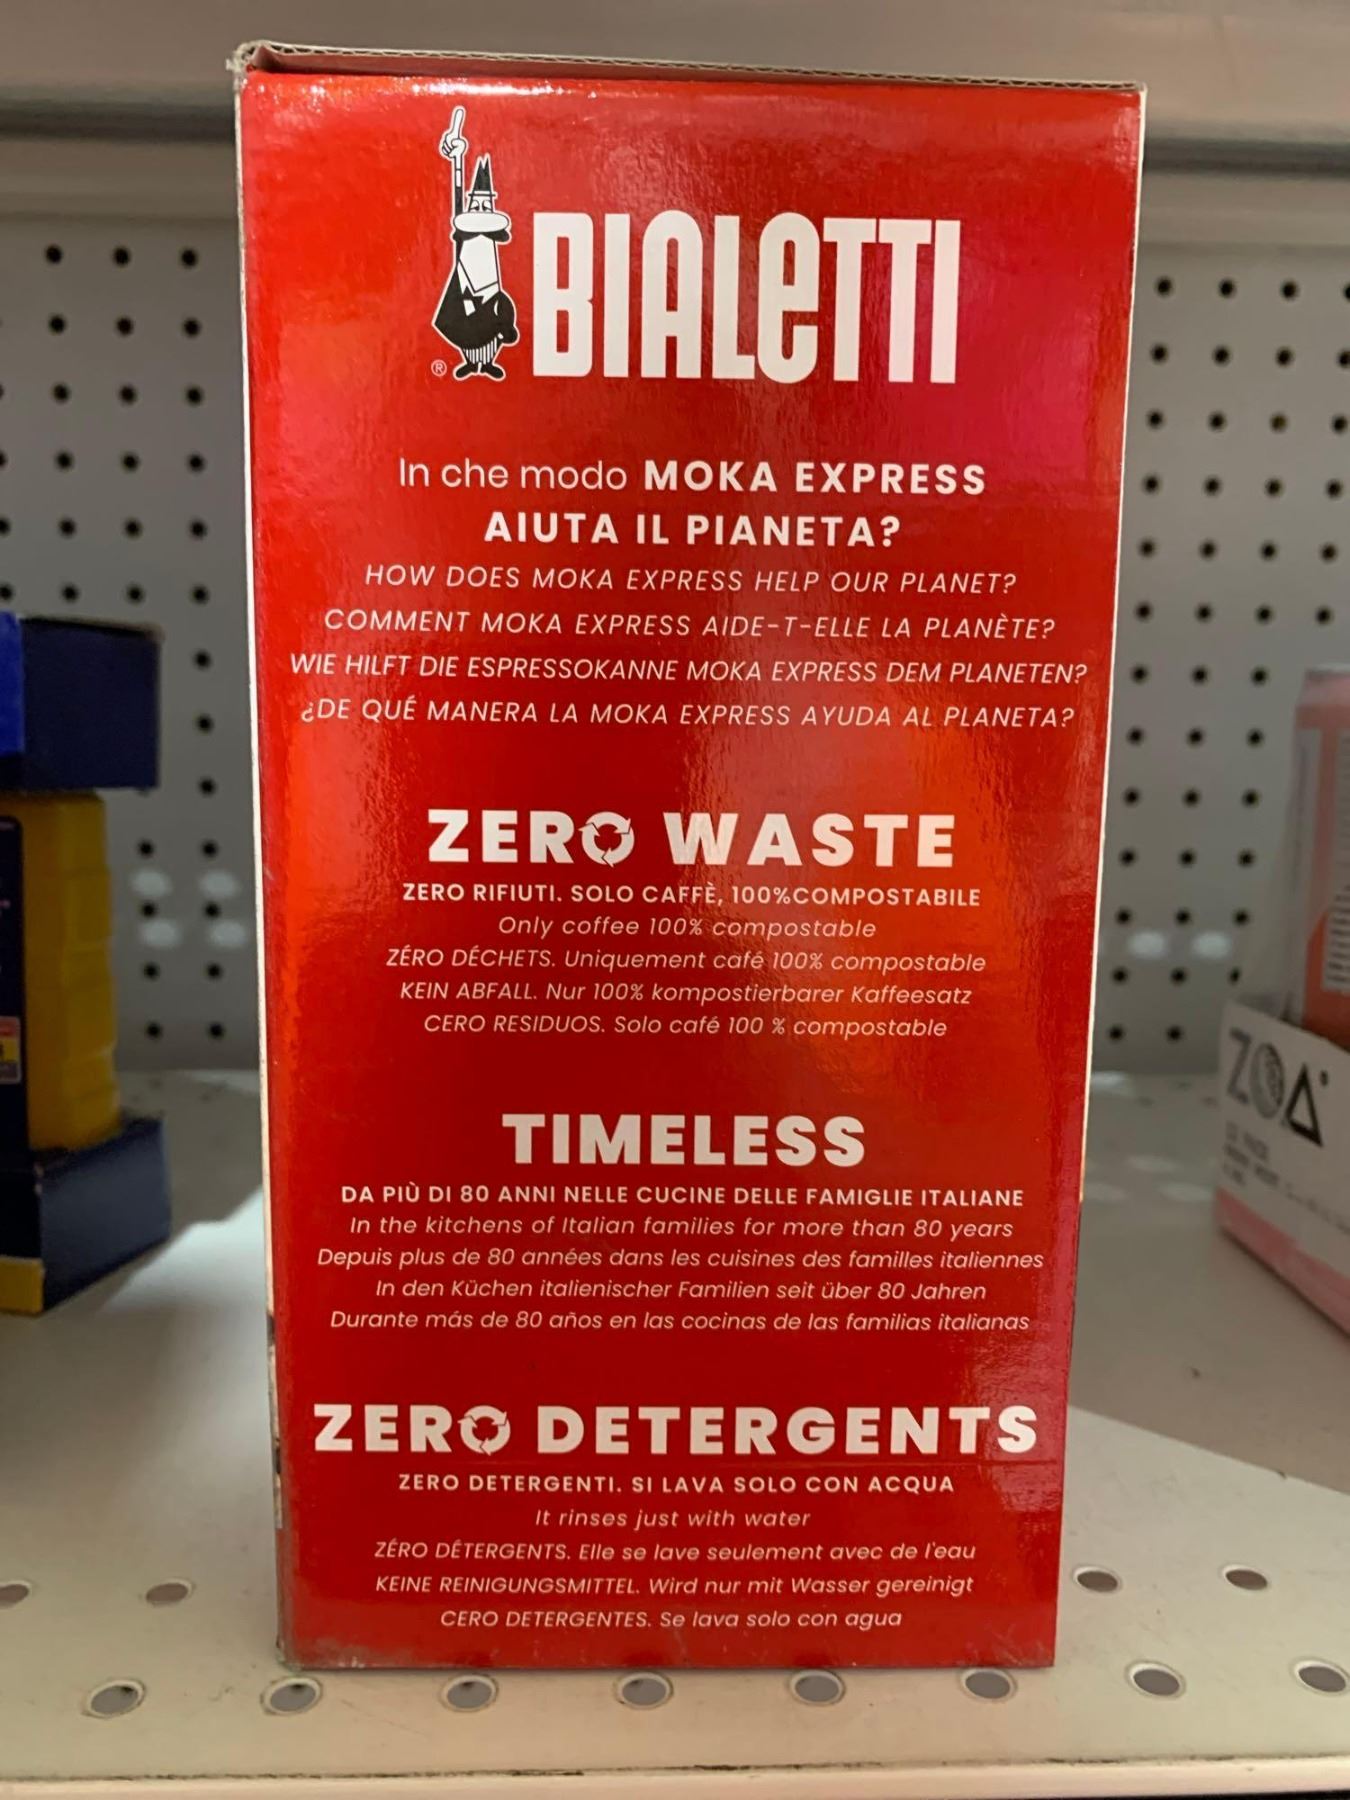 BIALETTI
®
In che modo MOKA EXPRESS
AIUTA IL PIANETA?
HOW DOES MOKA EXPRESS HELP OUR PLANET?
COMMENT MOKA EXPRESS AIDE-T-ELLE LA PLANÈTE?
WIE HILFT DIE ESPRESSOKANNE MOKA EXPRESS DEM PLANETEN?
¿DE QUÉ MANERA LA MOKA EXPRESS AYUDA AL PLANETA?
ZERO WASTE
ZERO RIFIUTI. SOLO CAFFÈ, 100%COMPOSTABILE
Only coffee 100% compostable
ZÉRO DÉCHETS. Uniquement café 100% compostable
KEIN ABFALL. Nur 100% kompostierbarer Kaffeesatz
CERO RESIDUOS. Solo café 100 % compostable
TIMELESS
DA PIÙ DI 80 ANNI NELLE CUCINE DELLE FAMIGLIE ITALIANE
In the kitchens of Italian families for more than 80 years
Depuis plus de 80 années dans les cuisines des familles italiennes
In den Küchen italienischer Familien seit über 80 Jahren
Durante más de 80 años en las cocinas de las familias italianas
ZERO DETERGENTS
ZERO DETERGENTI. SI LAVA SOLO CON ACQUA
It rinses just with water
ZÉRO DÉTERGENTS. Elle se lave seulement avec de l'eau
KEINE REINIGUNGSMITTEL. Wird nur mit Wasser gereinigt
CERO DETERGENTES. Se lava solo con agua
ZOA